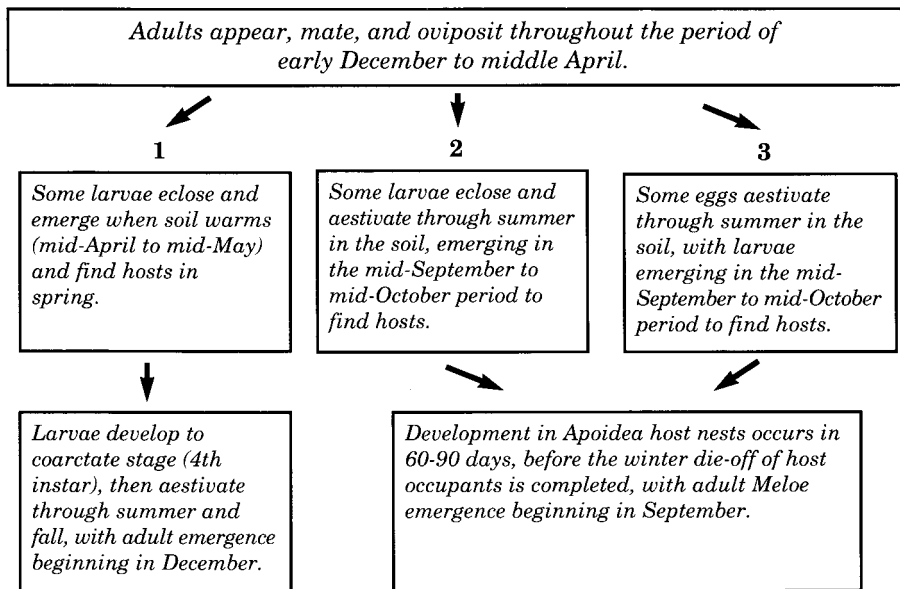 Adults appear, mate, and oviposit throughout the period of
early December to middle April.
1
Some larvae eclose and
emerge when soil warms
(mid-April to mid-May)
and find hosts in
spring.
2
Some larvae eclose and
aestivate through summer
in the soil, emerging in
the mid-September to
mid-October period to
find hosts.
3
Some eggs aestivate
through summer in the
soil, with larvae
emerging in the mid-
September to mid-October
period to find hosts.
Larvae develop to
coarctate stage (4th
instar), then aestivate
through summer and
fall, with adult emergence
beginning in December.
Development in Apoidea host nests occurs in
60-90 days, before the winter die-off of host
occupants is completed, with adult Meloe
emergence beginning in September.